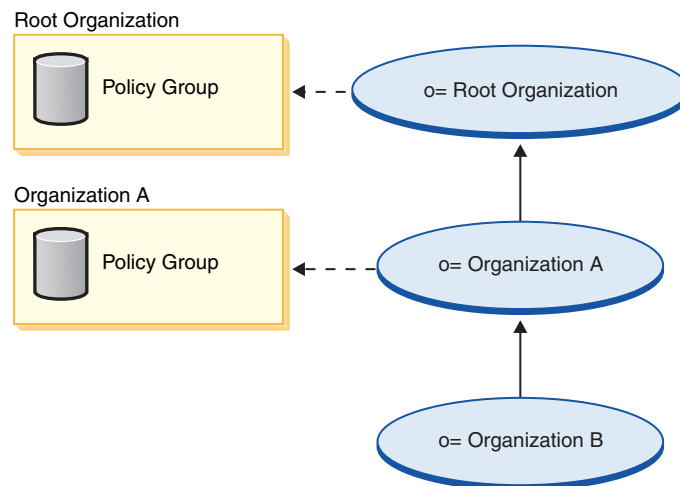 Root Organization
Policy Group
o= Root Organization
Organization A
Policy Group
o= Organization A
o= Organization B